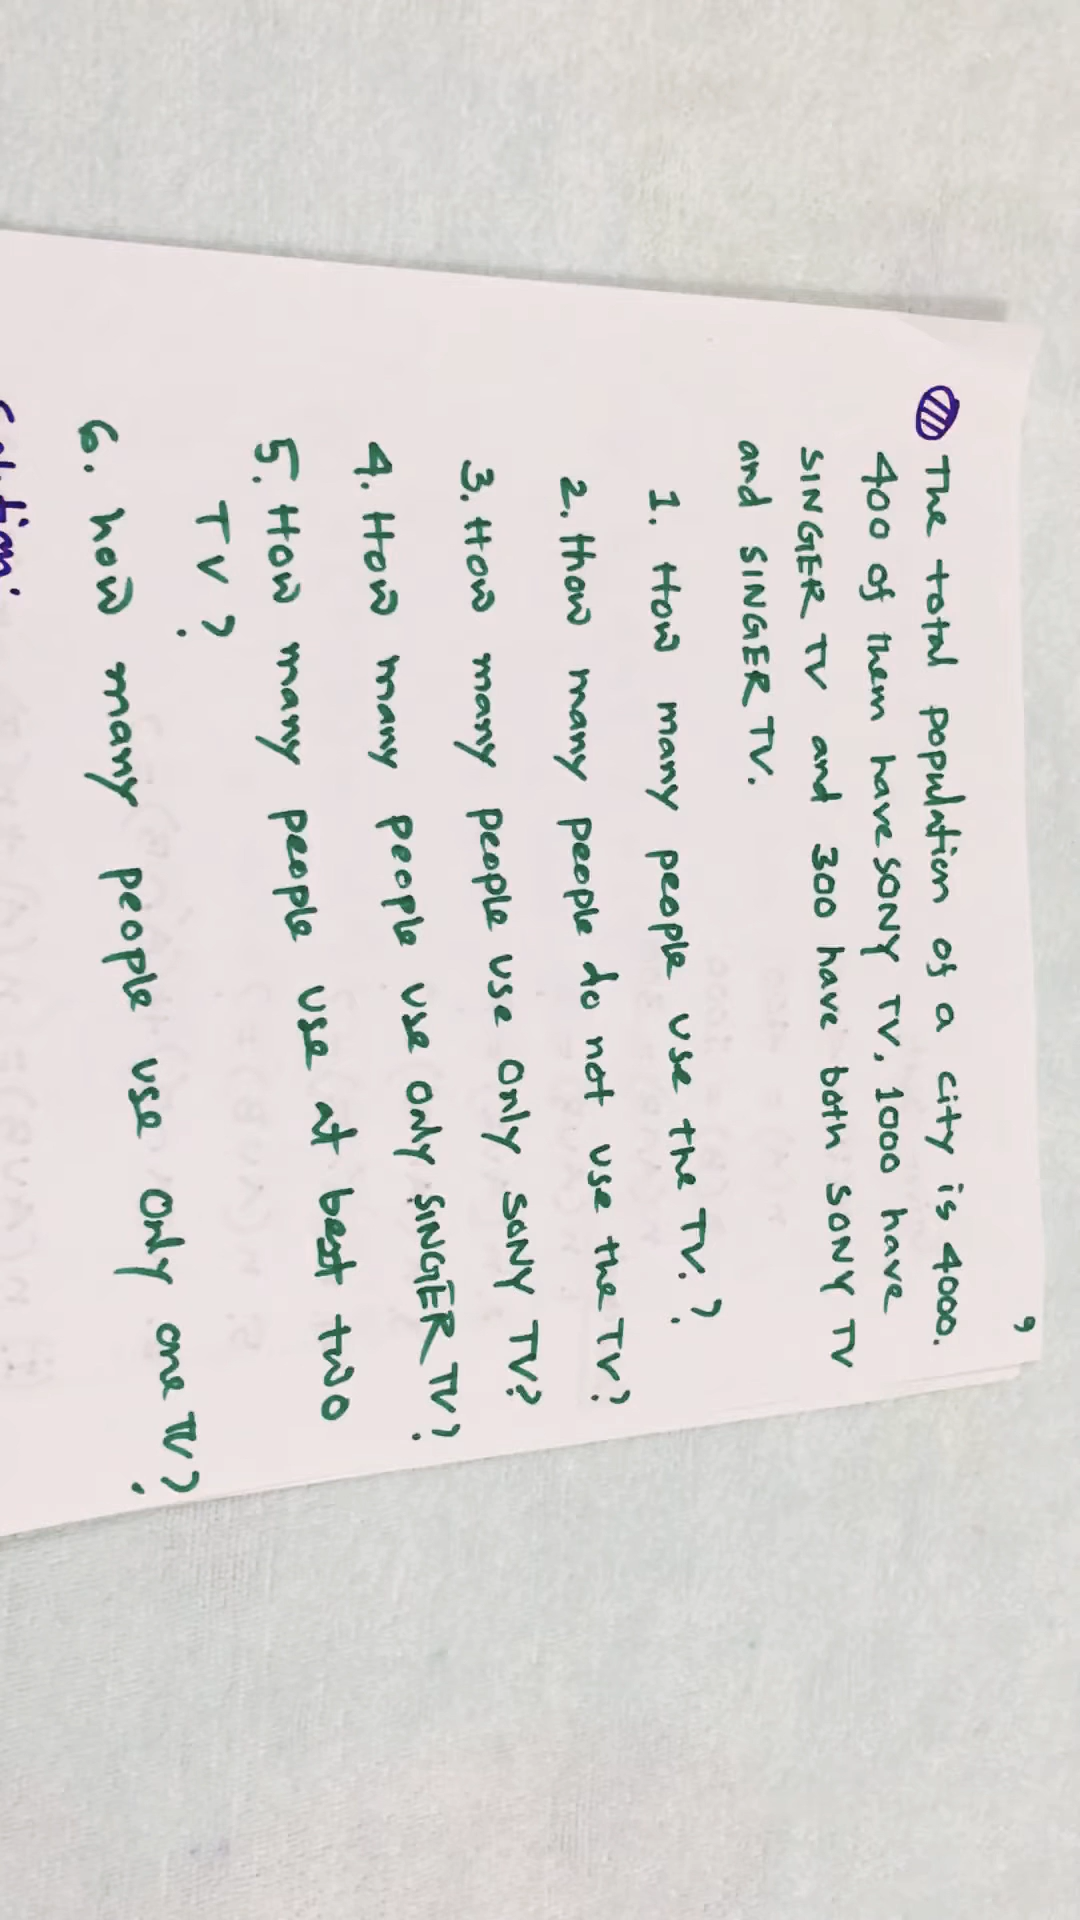 The total population of a city is 4000.
400 of them have SONY TV, 1000 have
SINGER TV and 300 have both SONY TV
and SINGER TV.
1. How many people use the TV.?
2. How many people do not use the TV?
3. How many people use only SONY TV?
4. How many people use only SINGER TV?
5. How many people use at best two
TV?
6. how many people use only one TV?